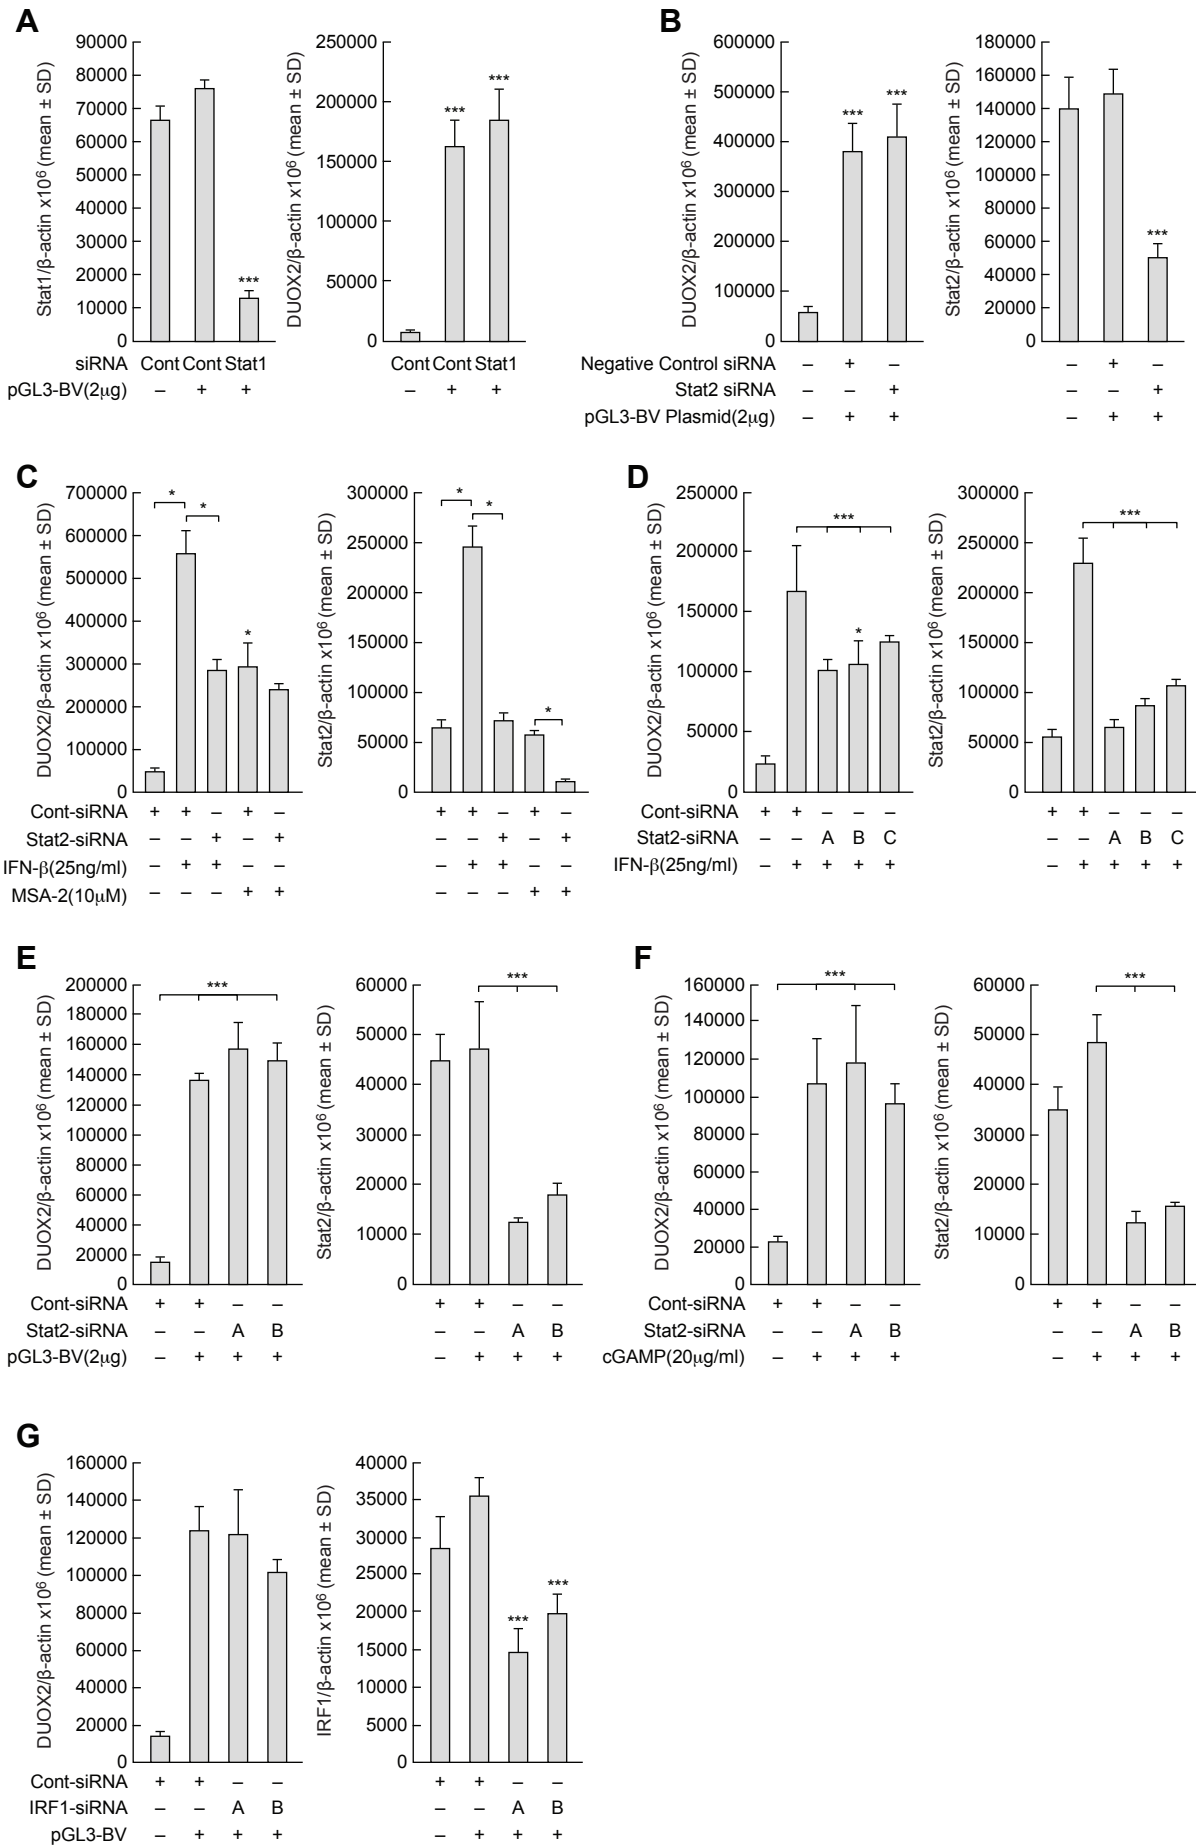 A
Stat1/β-actin x10⁶ (mean ± SD)
90000
80000
70000
60000
50000
40000
30000
20000
10000
0
***
DUOX2/β-actin x10⁶ (mean ± SD)
250000
200000
150000
100000
50000
0
*** ***
siRNA Cont Cont Stat1 Cont Cont Stat1
pGL3-BV(2μg) – + + – + +
B
DUOX2/β-actin x10⁶ (mean ± SD)
600000
500000
400000
300000
200000
100000
0
*** ***
Stat2/β-actin x10⁶ (mean ± SD)
180000
160000
140000
120000
100000
80000
60000
40000
20000
0
***
Negative Control siRNA – + – – + –
Stat2 siRNA – – + – – +
pGL3-BV Plasmid(2μg) – + + – + +
C
DUOX2/β-actin x10⁶ (mean ± SD)
700000
600000
500000
400000
300000
200000
100000
0
* * *
Stat2/β-actin x10⁶ (mean ± SD)
300000
250000
200000
150000
100000
50000
0
* * *
Cont-siRNA + + – + – + + – + –
Stat2-siRNA – – + – + – – + – +
IFN-β(25ng/ml) – + + – – – + + – –
MSA-2(10μM) – – – + + – – – + +
D
DUOX2/β-actin x10⁶ (mean ± SD)
250000
200000
150000
100000
50000
0
***
*
Stat2/β-actin x10⁶ (mean ± SD)
300000
250000
200000
150000
100000
50000
0
***
Cont-siRNA + + – – – + + – – –
Stat2-siRNA – – A B C – – A B C
IFN-β(25ng/ml) – + + + + – + + + +
E
DUOX2/β-actin x10⁶ (mean ± SD)
200000
180000
160000
140000
120000
100000
80000
60000
40000
20000
0
***
Stat2/β-actin x10⁶ (mean ± SD)
60000
50000
40000
30000
20000
10000
0
***
Cont-siRNA + + – – + + – –
Stat2-siRNA – – A B – – A B
pGL3-BV(2μg) – + + + – + + +
F
DUOX2/β-actin x10⁶ (mean ± SD)
160000
140000
120000
100000
80000
60000
40000
20000
0
***
Stat2/β-actin x10⁶ (mean ± SD)
60000
50000
40000
30000
20000
10000
0
***
Cont-siRNA + + – – + + – –
Stat2-siRNA – – A B – – A B
cGAMP(20μg/ml) – + + + – + + +
G
DUOX2/β-actin x10⁶ (mean ± SD)
160000
140000
120000
100000
80000
60000
40000
20000
0
IRF1/β-actin x10⁶ (mean ± SD)
40000
35000
30000
25000
20000
15000
10000
5000
0
*** ***
Cont-siRNA + + – – + + – –
IRF1-siRNA – – A B – – A B
pGL3-BV – + + + – + + +